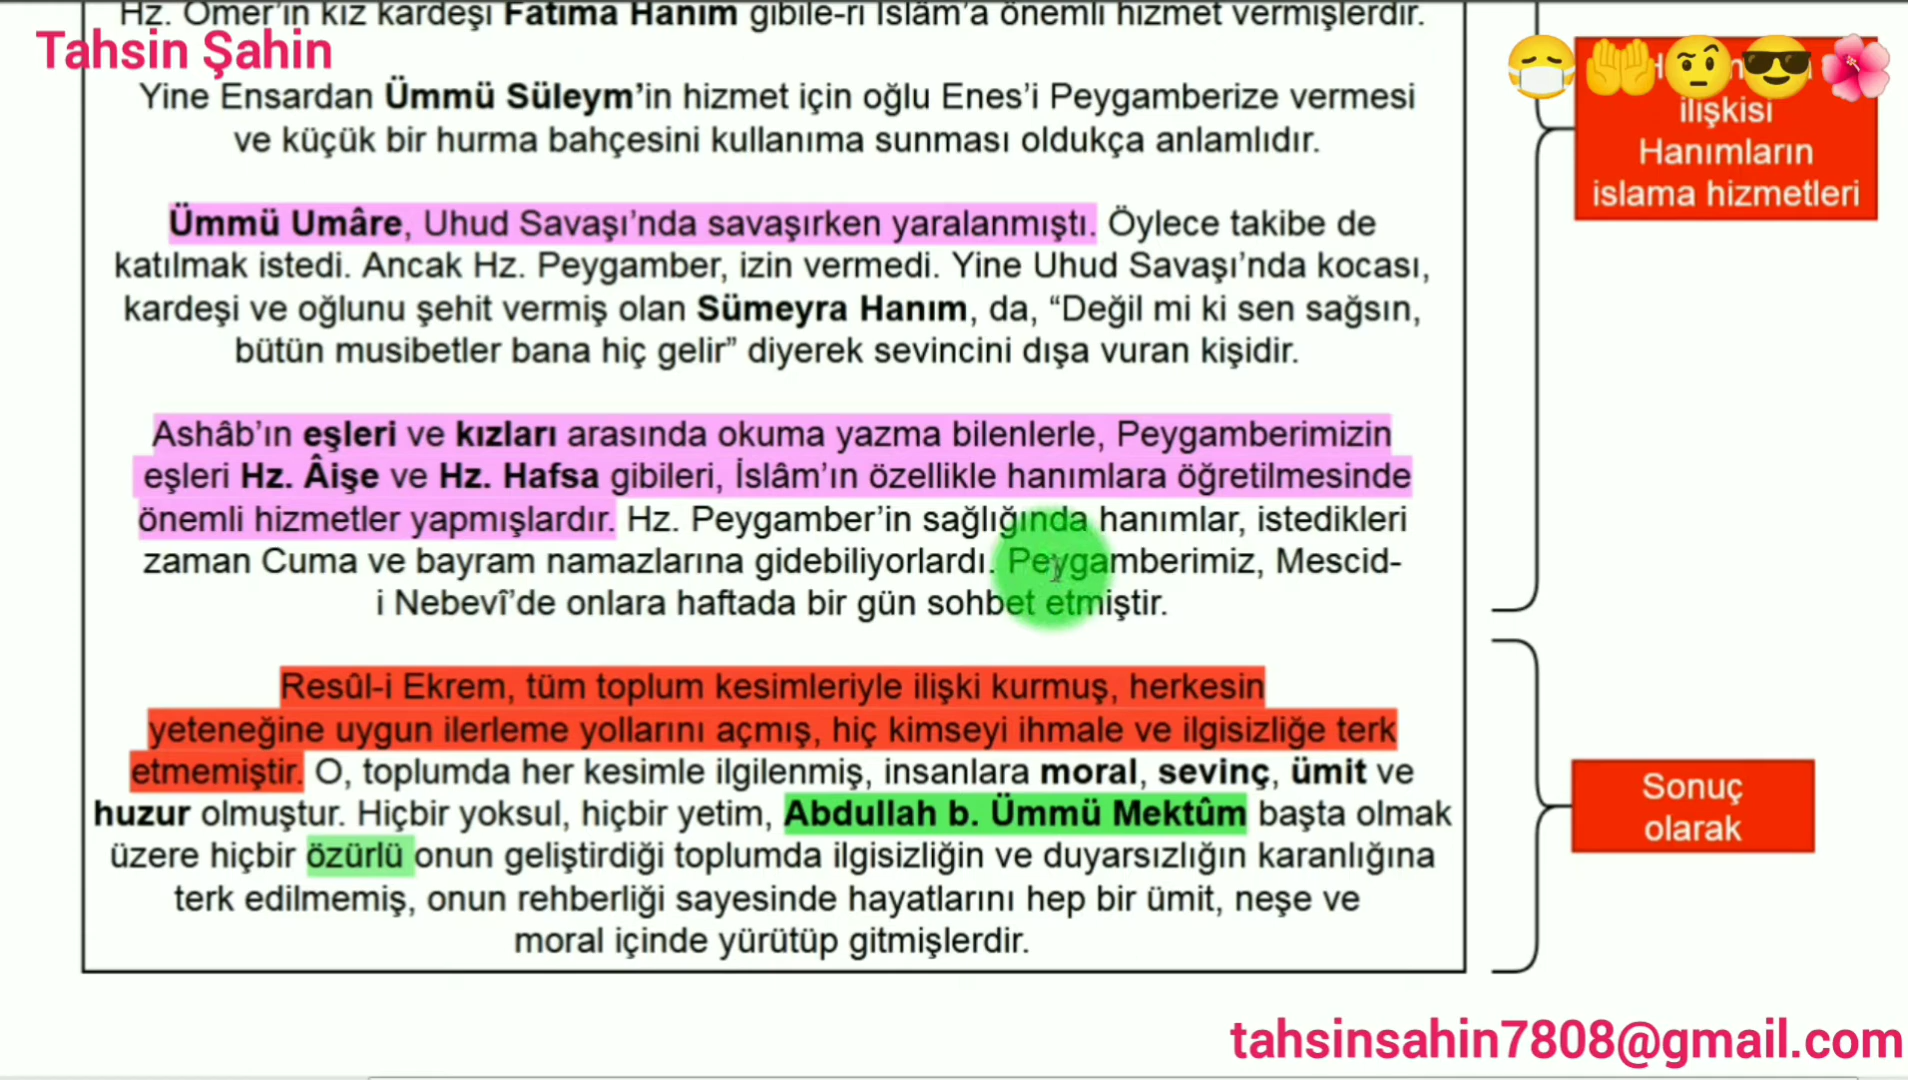 Hz. Ömer’in kız kardeşi Fatıma Hanım gibile-ri İslâm’a önemli hizmet vermişlerdir.
Tahsin Şahin
Yine Ensardan Ümmü Süleym’in hizmet için oğlu Enes’i Peygamberize vermesi
ve küçük bir hurma bahçesini kullanıma sunması oldukça anlamlıdır.
Ümmü Umâre, Uhud Savaşı’nda savaşırken yaralanmıştı. Öylece takibe de
katılmak istedi. Ancak Hz. Peygamber, izin vermedi. Yine Uhud Savaşı’nda kocası,
kardeşi ve oğlunu şehit vermiş olan Sümeyra Hanım, da, “Değil mi ki sen sağsın,
bütün musibetler bana hiç gelir” diyerek sevincini dışa vuran kişidir.
Ashâb’ın eşleri ve kızları arasında okuma yazma bilenlerle, Peygamberimizin
eşleri Hz. Âişe ve Hz. Hafsa gibileri, İslâm’ın özellikle hanımlara öğretilmesinde
önemli hizmetler yapmışlardır. Hz. Peygamber’in sağlığında hanımlar, istedikleri
zaman Cuma ve bayram namazlarına gidebiliyorlardı. Peygamberimiz, Mescid-
i Nebevî’de onlara haftada bir gün sohbet etmiştir.
Resûl-i Ekrem, tüm toplum kesimleriyle ilişki kurmuş, herkesin
yeteneğine uygun ilerleme yollarını açmış, hiç kimseyi ihmale ve ilgisizliğe terk
etmemiştir. O, toplumda her kesimle ilgilenmiş, insanlara moral, sevinç, ümit ve
huzur olmuştur. Hiçbir yoksul, hiçbir yetim, Abdullah b. Ümmü Mektûm başta olmak
üzere hiçbir özürlü onun geliştirdiği toplumda ilgisizliğin ve duyarsızlığın karanlığına
terk edilmemiş, onun rehberliği sayesinde hayatlarını hep bir ümit, neşe ve
moral içinde yürütüp gitmişlerdir.
ilişkisi
Hanımların
islama hizmetleri
Sonuç
olarak
tahsinsahin7808@gmail.com